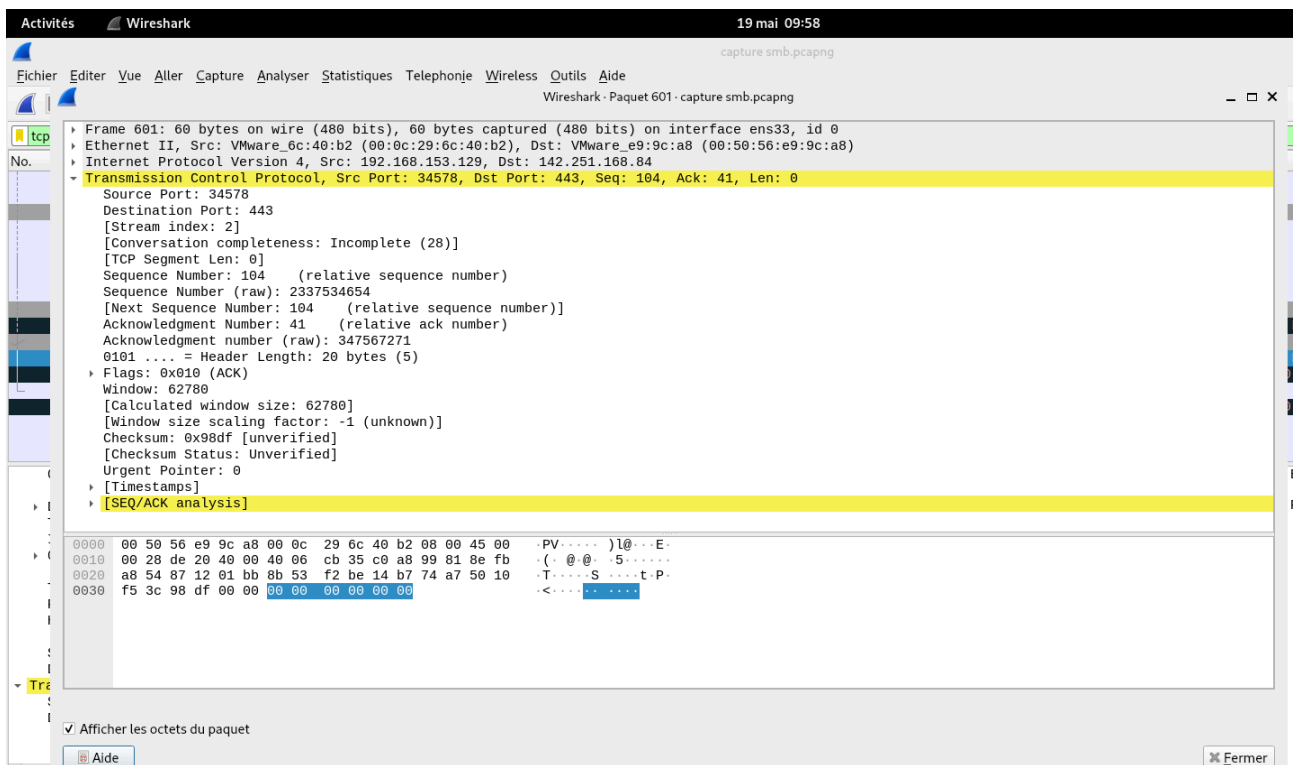 Activités Wireshark 19 mai 09:58
capture smb.pcapng
Fichier Editer Vue Aller Capture Analyser Statistiques Telephonie Wireless Outils Aide
Wireshark · Paquet 601 · capture smb.pcapng
tcp
No.
Frame 601: 60 bytes on wire (480 bits), 60 bytes captured (480 bits) on interface ens33, id 0
Ethernet II, Src: VMware_6c:40:b2 (00:0c:29:6c:40:b2), Dst: VMware_e9:9c:a8 (00:50:56:e9:9c:a8)
Internet Protocol Version 4, Src: 192.168.153.129, Dst: 142.251.168.84
Transmission Control Protocol, Src Port: 34578, Dst Port: 443, Seq: 104, Ack: 41, Len: 0
Source Port: 34578
Destination Port: 443
[Stream index: 2]
[Conversation completeness: Incomplete (28)]
[TCP Segment Len: 0]
Sequence Number: 104 (relative sequence number)
Sequence Number (raw): 2337534654
[Next Sequence Number: 104 (relative sequence number)]
Acknowledgment Number: 41 (relative ack number)
Acknowledgment number (raw): 347567271
0101 .... = Header Length: 20 bytes (5)
Flags: 0x010 (ACK)
Window: 62780
[Calculated window size: 62780]
[Window size scaling factor: -1 (unknown)]
Checksum: 0x98df [unverified]
[Checksum Status: Unverified]
Urgent Pointer: 0
[Timestamps]
[SEQ/ACK analysis]
0000 00 50 56 e9 9c a8 00 0c 29 6c 40 b2 08 00 45 00 ·PV····· )l@···E·
0010 00 28 de 20 40 00 40 06 cb 35 c0 a8 99 81 8e fb ·(· @·@· ·5······
0020 a8 54 87 12 01 bb 8b 53 f2 be 14 b7 74 a7 50 10 ·T·····S ····t·P·
0030 f5 3c 98 df 00 00 00 00 00 00 00 00 ·<······ ····
Tra
Afficher les octets du paquet
Aide
Fermer